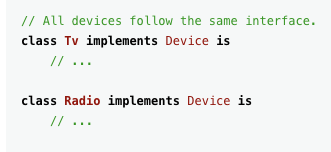 // All devices follow the same interface.
class Tv implements Device is
// ...
class Radio implements Device is
// ...